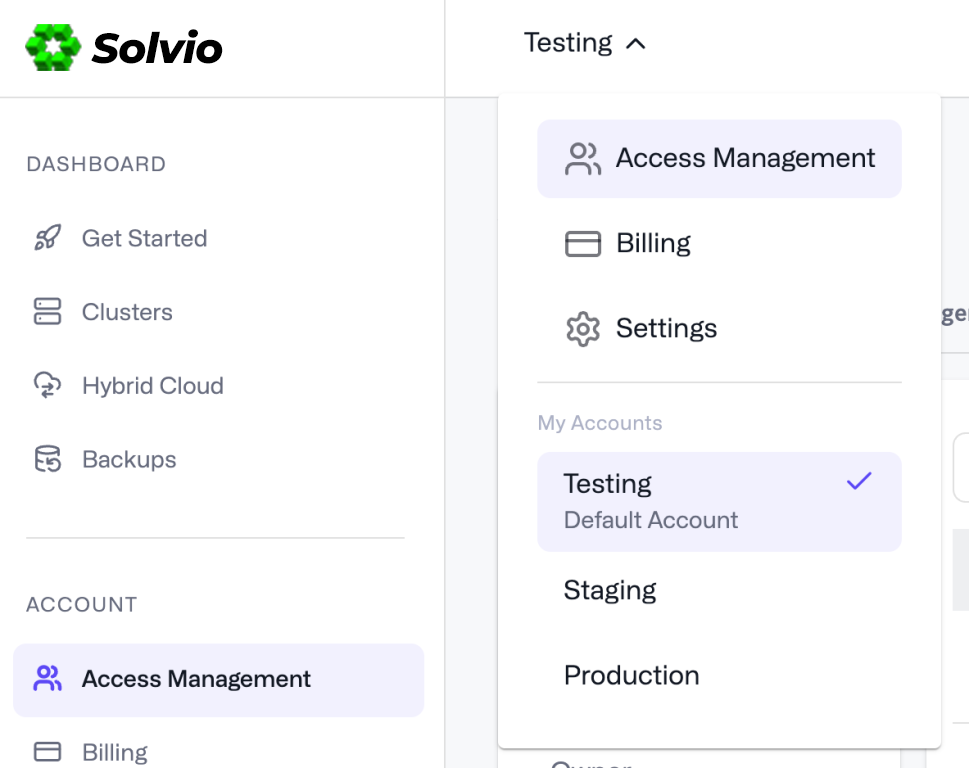 Solvio
Testing
DASHBOARD
Get Started
Clusters
Hybrid Cloud
Backups
ACCOUNT
Access Management
Billing
Access Management
Billing
Settings
My Accounts
Testing
Default Account
Staging
Production